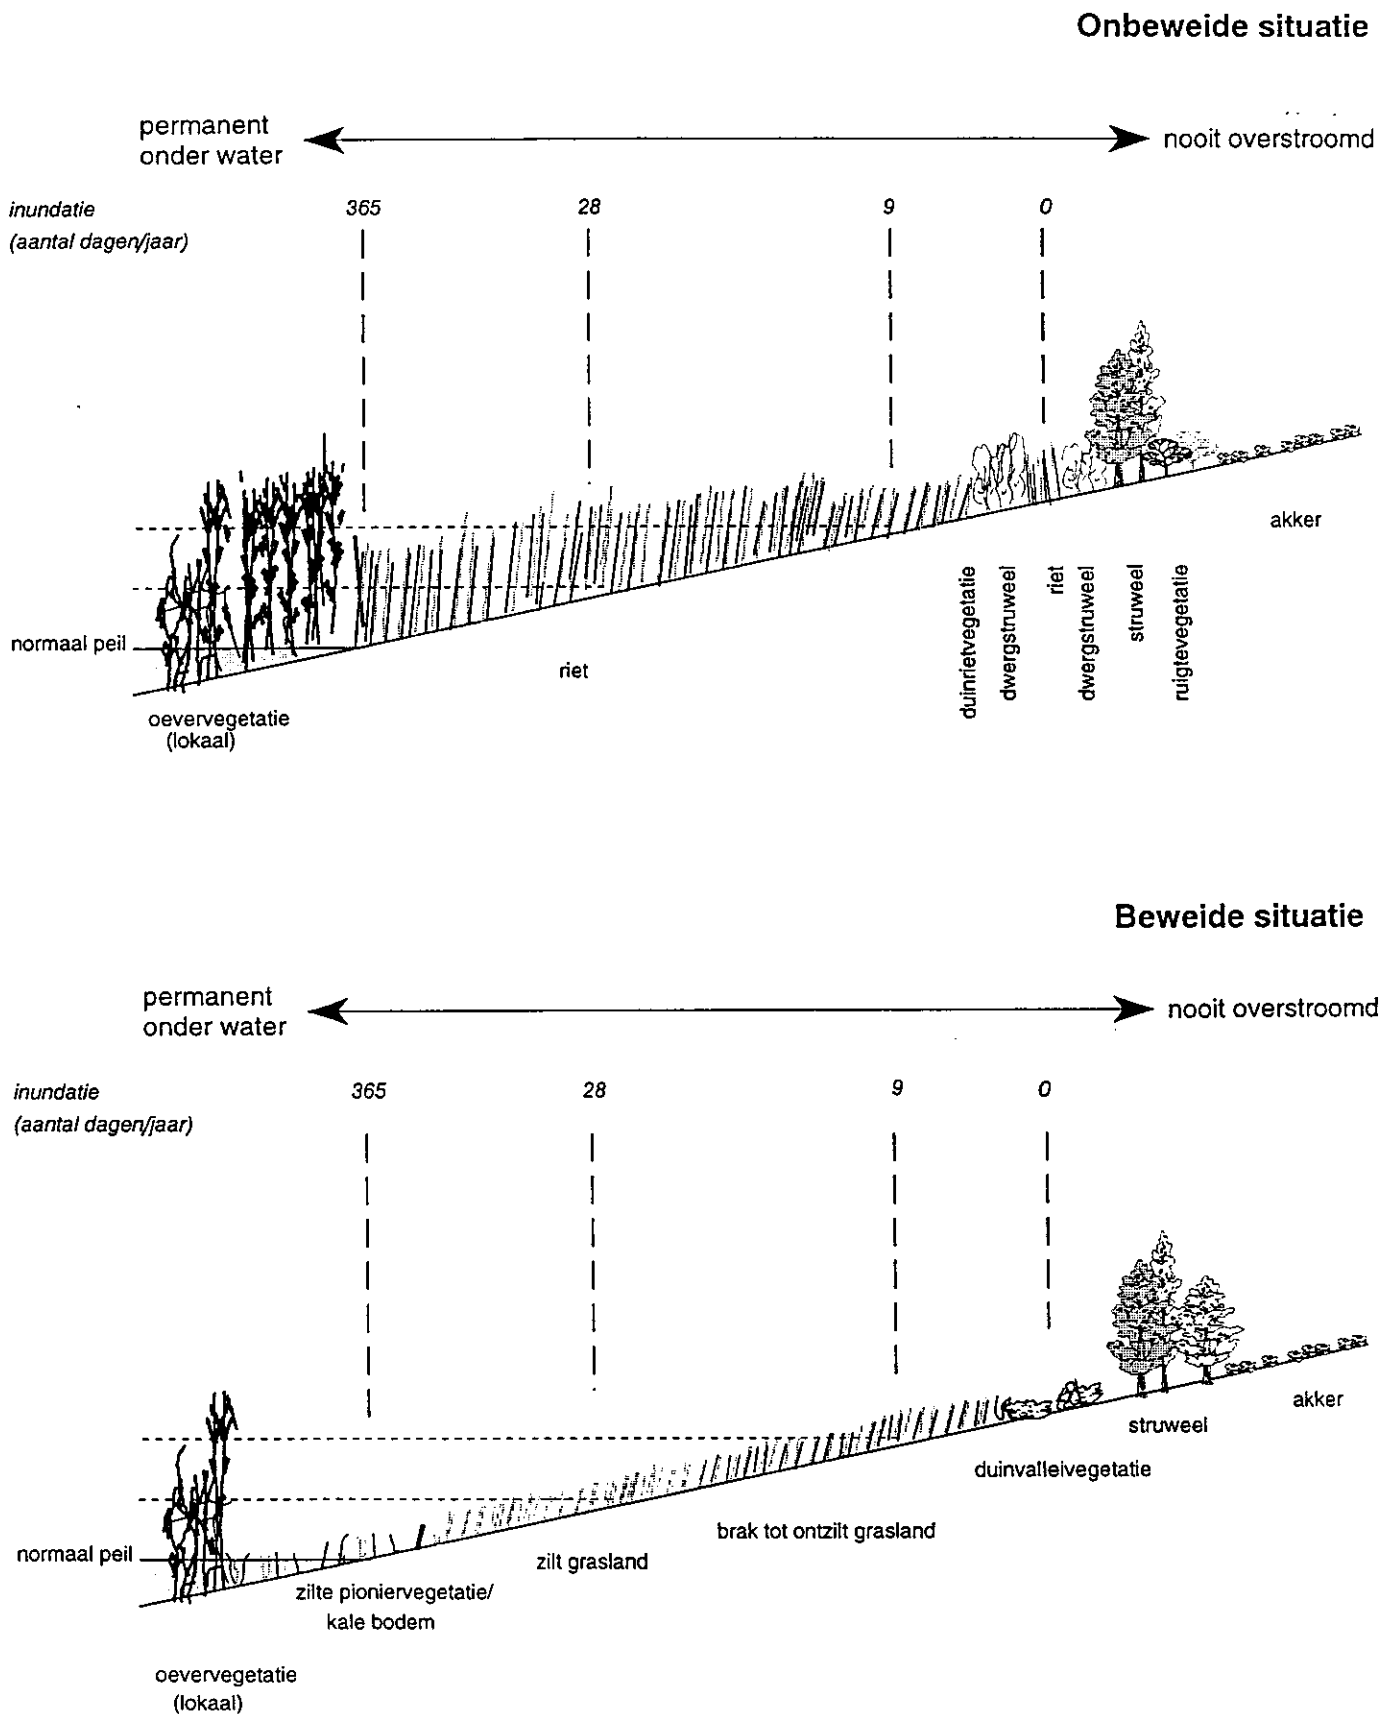 Onbeweide situatie
permanent
onder water
nooit overstroomd
inundatie
(aantal dagen/jaar)
365
28
9
0
akker
normaal peil
riet
duinrietvegetatie
dwergstruweel
riet
dwergstruweel
struweel
ruigtevegetatie
oevervegetatie
(lokaal)
Beweide situatie
permanent
onder water
nooit overstroomd
inundatie
(aantal dagen/jaar)
365
28
9
0
akker
struweel
duinvalleivegetatie
brak tot ontzilt grasland
normaal peil
zilt grasland
zilte pioniervegetatie/
kale bodem
oevervegetatie
(lokaal)